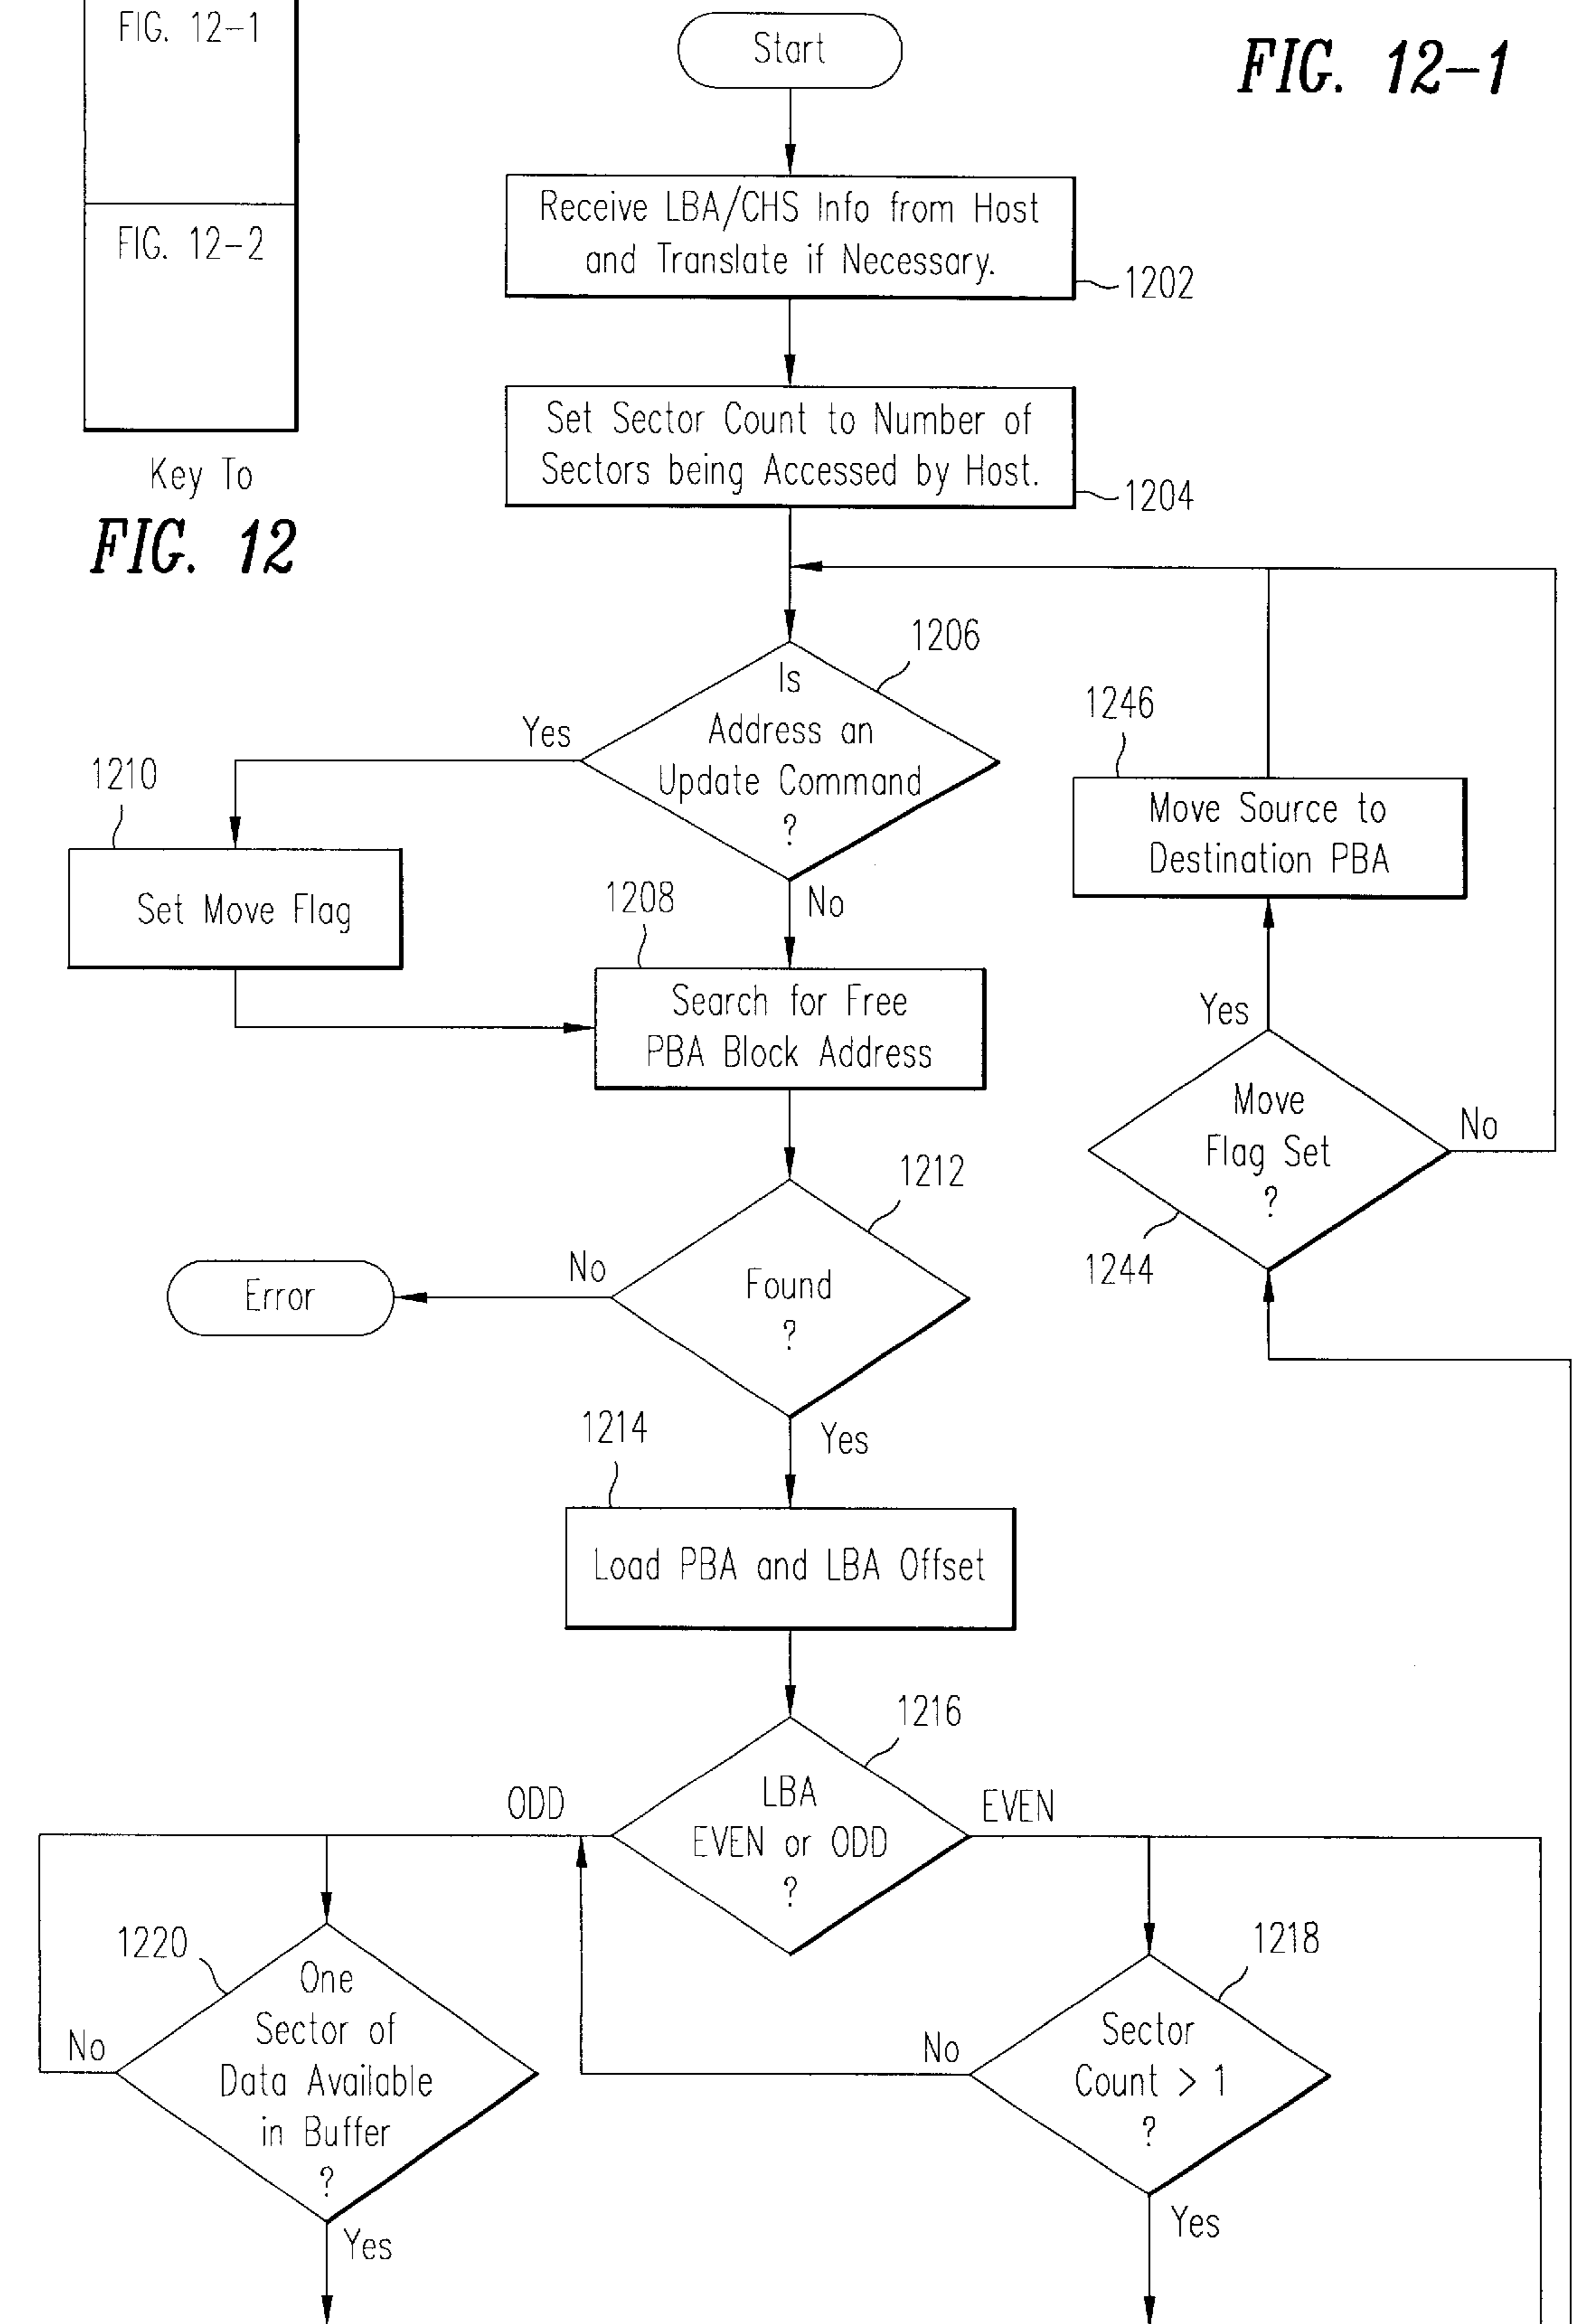 FIG. 12-1
FIG. 12-2
Key To
FIG. 12
FIG. 12-1
Start
Receive LBA/CHS Info from Host
and Translate if Necessary.
1202
Set Sector Count to Number of
Sectors being Accessed by Host.
1204
1206
Is
Address an
Update Command
?
Yes
No
1210
Set Move Flag
1208
Search for Free
PBA Block Address
1246
Move Source to
Destination PBA
Yes
Move
Flag Set
?
No
1244
1212
Found
?
No
Error
Yes
1214
Load PBA and LBA Offset
1216
LBA
EVEN or ODD
?
ODD
EVEN
1220
One
Sector of
Data Available
in Buffer
?
No
Yes
1218
Sector
Count > 1
?
No
Yes